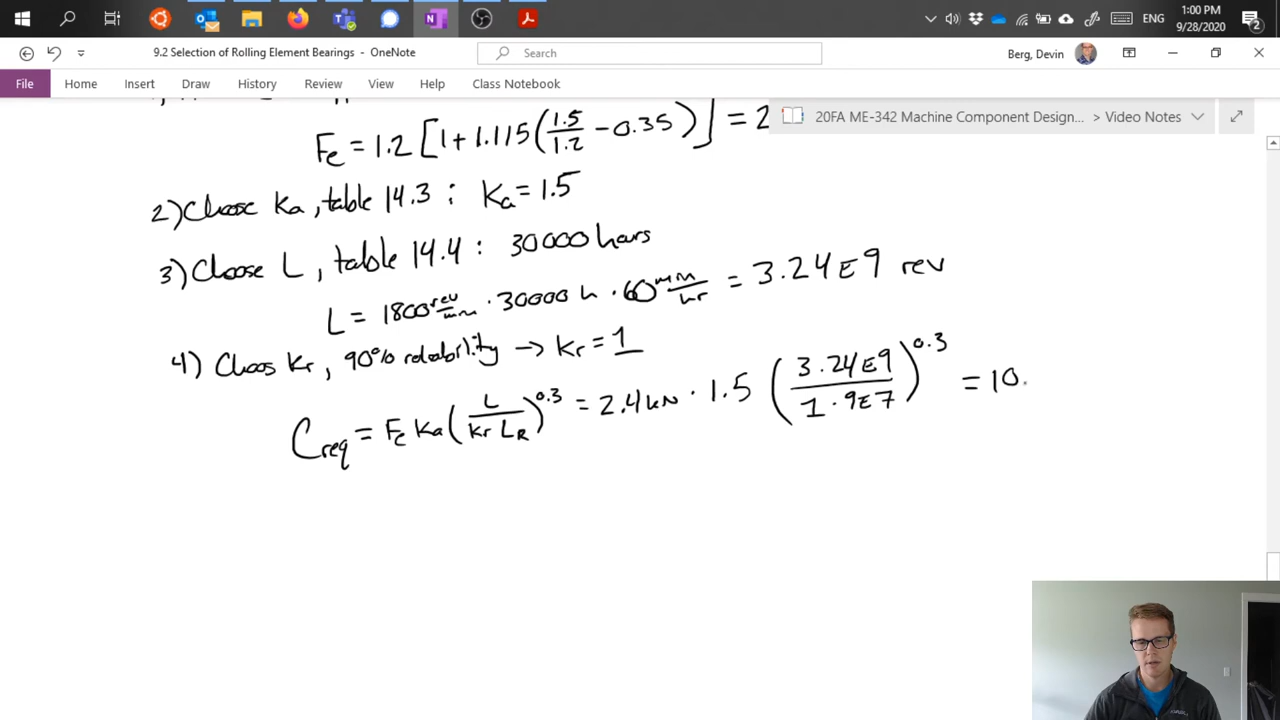 1:00 PM
ENG
9/28/2020
2
9.2 Selection of Rolling Element Bearings - OneNote
Search
Berg, Devin
File Home Insert Draw History Review View Help Class Notebook
20FA ME-342 Machine Component Design... > Video Notes
Fe = 1.2 [1 + 1.115 (1.5/1.2 - 0.35)] = 2
2) Choose Ka, table 14.3 : Ka = 1.5
3) Choose L, table 14.4 : 30000 hours
L = 1800 rev/min · 30000 h · 60 min/hr = 3.24E9 rev
4) Choos Kr, 90% reliability → Kr = 1
Creq = Fe Ka (L/Kr LR)^0.3 = 2.4 kN · 1.5 (3.24E9/1·9E7)^0.3 = 10.